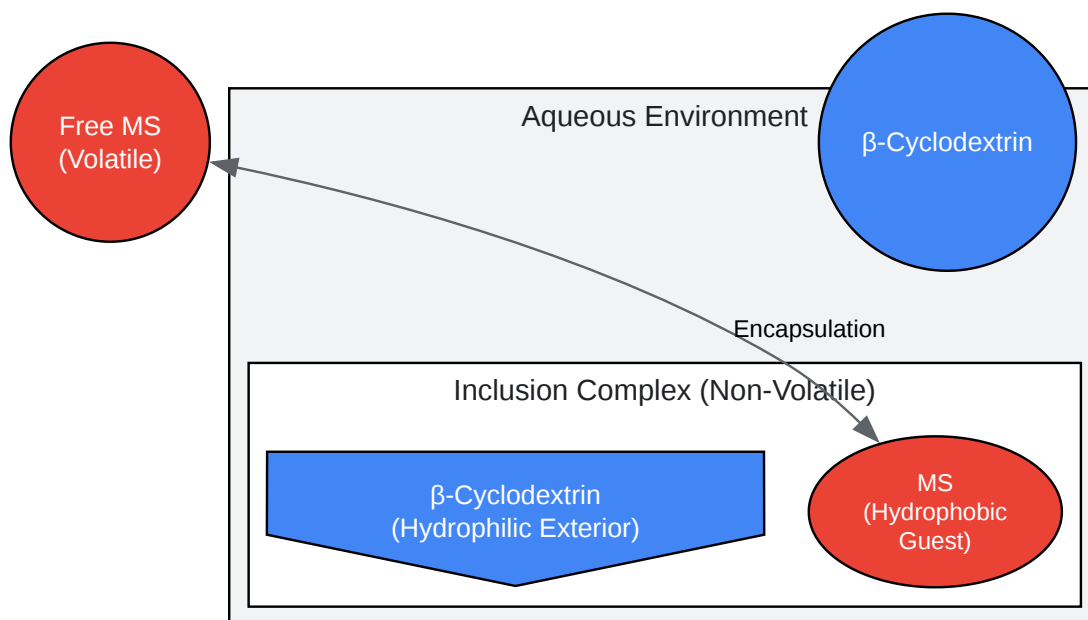 Free MS
(Volatile)
Aqueous Environment
β-Cyclodextrin
Encapsulation
Inclusion Complex (Non-Volatile)
β-Cyclodextrin
(Hydrophilic Exterior)
MS
(Hydrophobic
Guest)